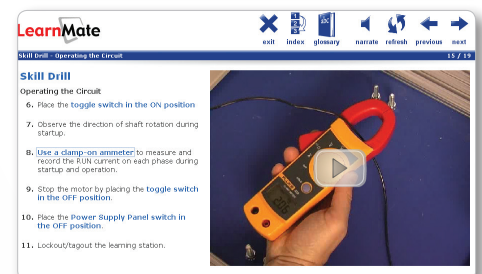 LearnMate
exit index glossary narrate refresh previous next
Skill Drill - Operating the Circuit 15 / 19
Skill Drill
Operating the Circuit
6. Place the toggle switch in the ON position
7. Observe the direction of shaft rotation during
startup.
8. Use a clamp-on ammeter to measure and
record the RUN current on each phase during
startup and operation.
9. Stop the motor by placing the toggle switch
in the OFF position.
10. Place the Power Supply Panel switch in
the OFF position.
11. Lockout/tagout the learning station.